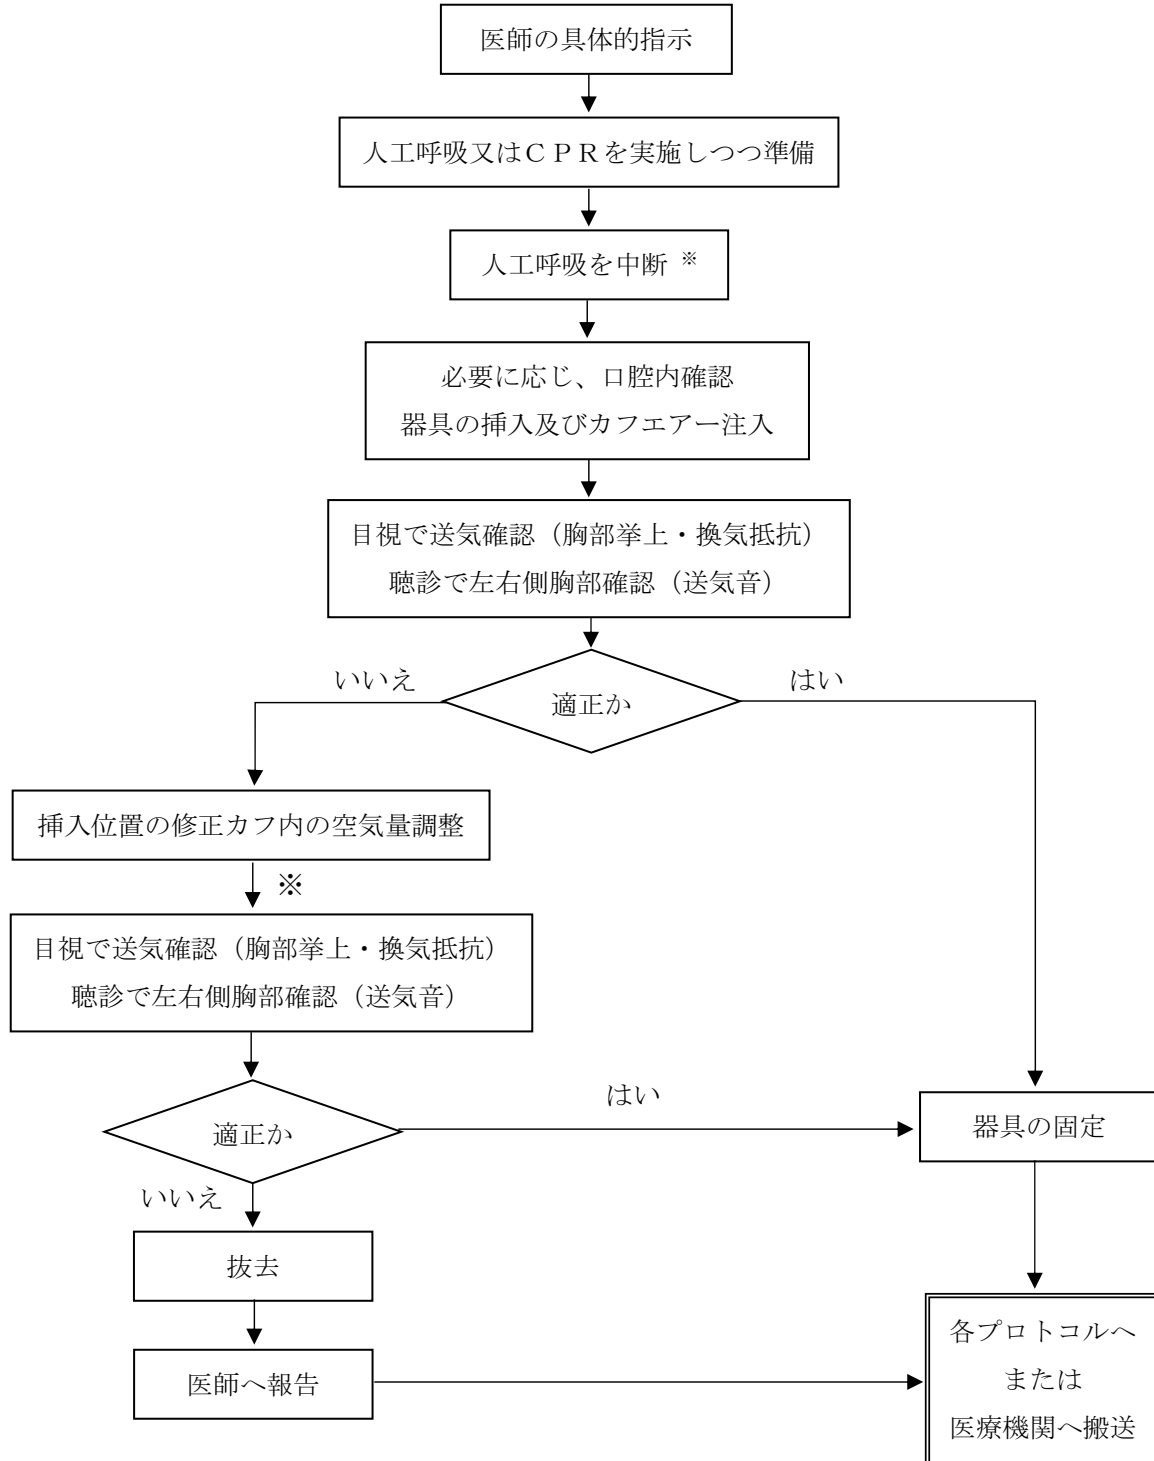 医師の具体的指示
人工呼吸又はＣＰＲを実施しつつ準備
人工呼吸を中断 ※
必要に応じ、口腔内確認
器具の挿入及びカフエアー注入
目視で送気確認（胸部挙上・換気抵抗）
聴診で左右側胸部確認（送気音）
いいえ
はい
適正か
挿入位置の修正カフ内の空気量調整
※
目視で送気確認（胸部挙上・換気抵抗）
聴診で左右側胸部確認（送気音）
はい
適正か
器具の固定
いいえ
抜去
各プロトコルへ
または
医療機関へ搬送
医師へ報告